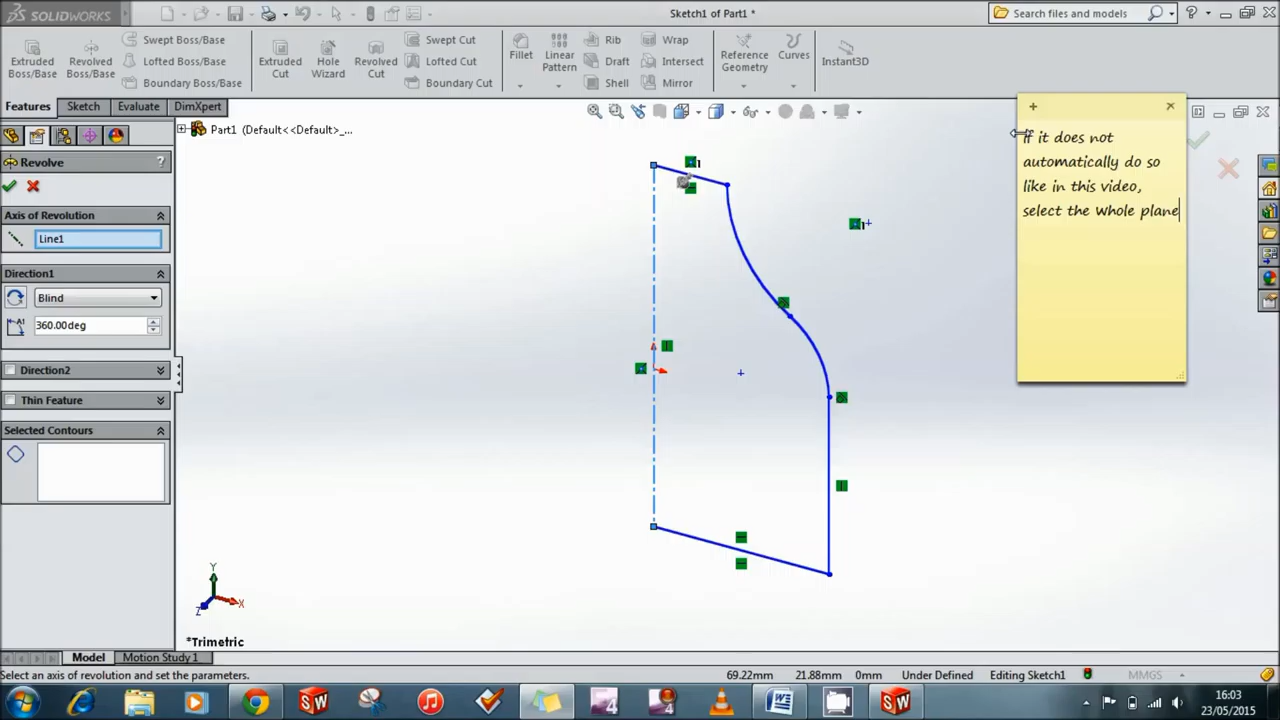 SOLIDWORKS
Sketch1 of Part1 *
Search files and models
Extruded
Boss/Base
Revolved
Boss/Base
Swept Boss/Base
Lofted Boss/Base
Boundary Boss/Base
Extruded
Cut
Hole
Wizard
Revolved
Cut
Swept Cut
Lofted Cut
Boundary Cut
Fillet
Linear
Pattern
Rib
Draft
Shell
Wrap
Intersect
Mirror
Reference
Geometry
Curves
Instant3D
Features
Sketch
Evaluate
DimXpert
Part1 (Default<<Default>_...
If it does not
automatically do so
like in this video,
select the whole plane
Revolve
?
Axis of Revolution
Line1
Direction1
Blind
360.00deg
Direction2
Thin Feature
Selected Contours
1
1
Y
X
Z
*Trimetric
Model
Motion Study 1
Select an axis of revolution and set the parameters.
69.22mm
21.88mm
0mm
Under Defined
Editing Sketch1
MMGS
16:03
23/05/2015